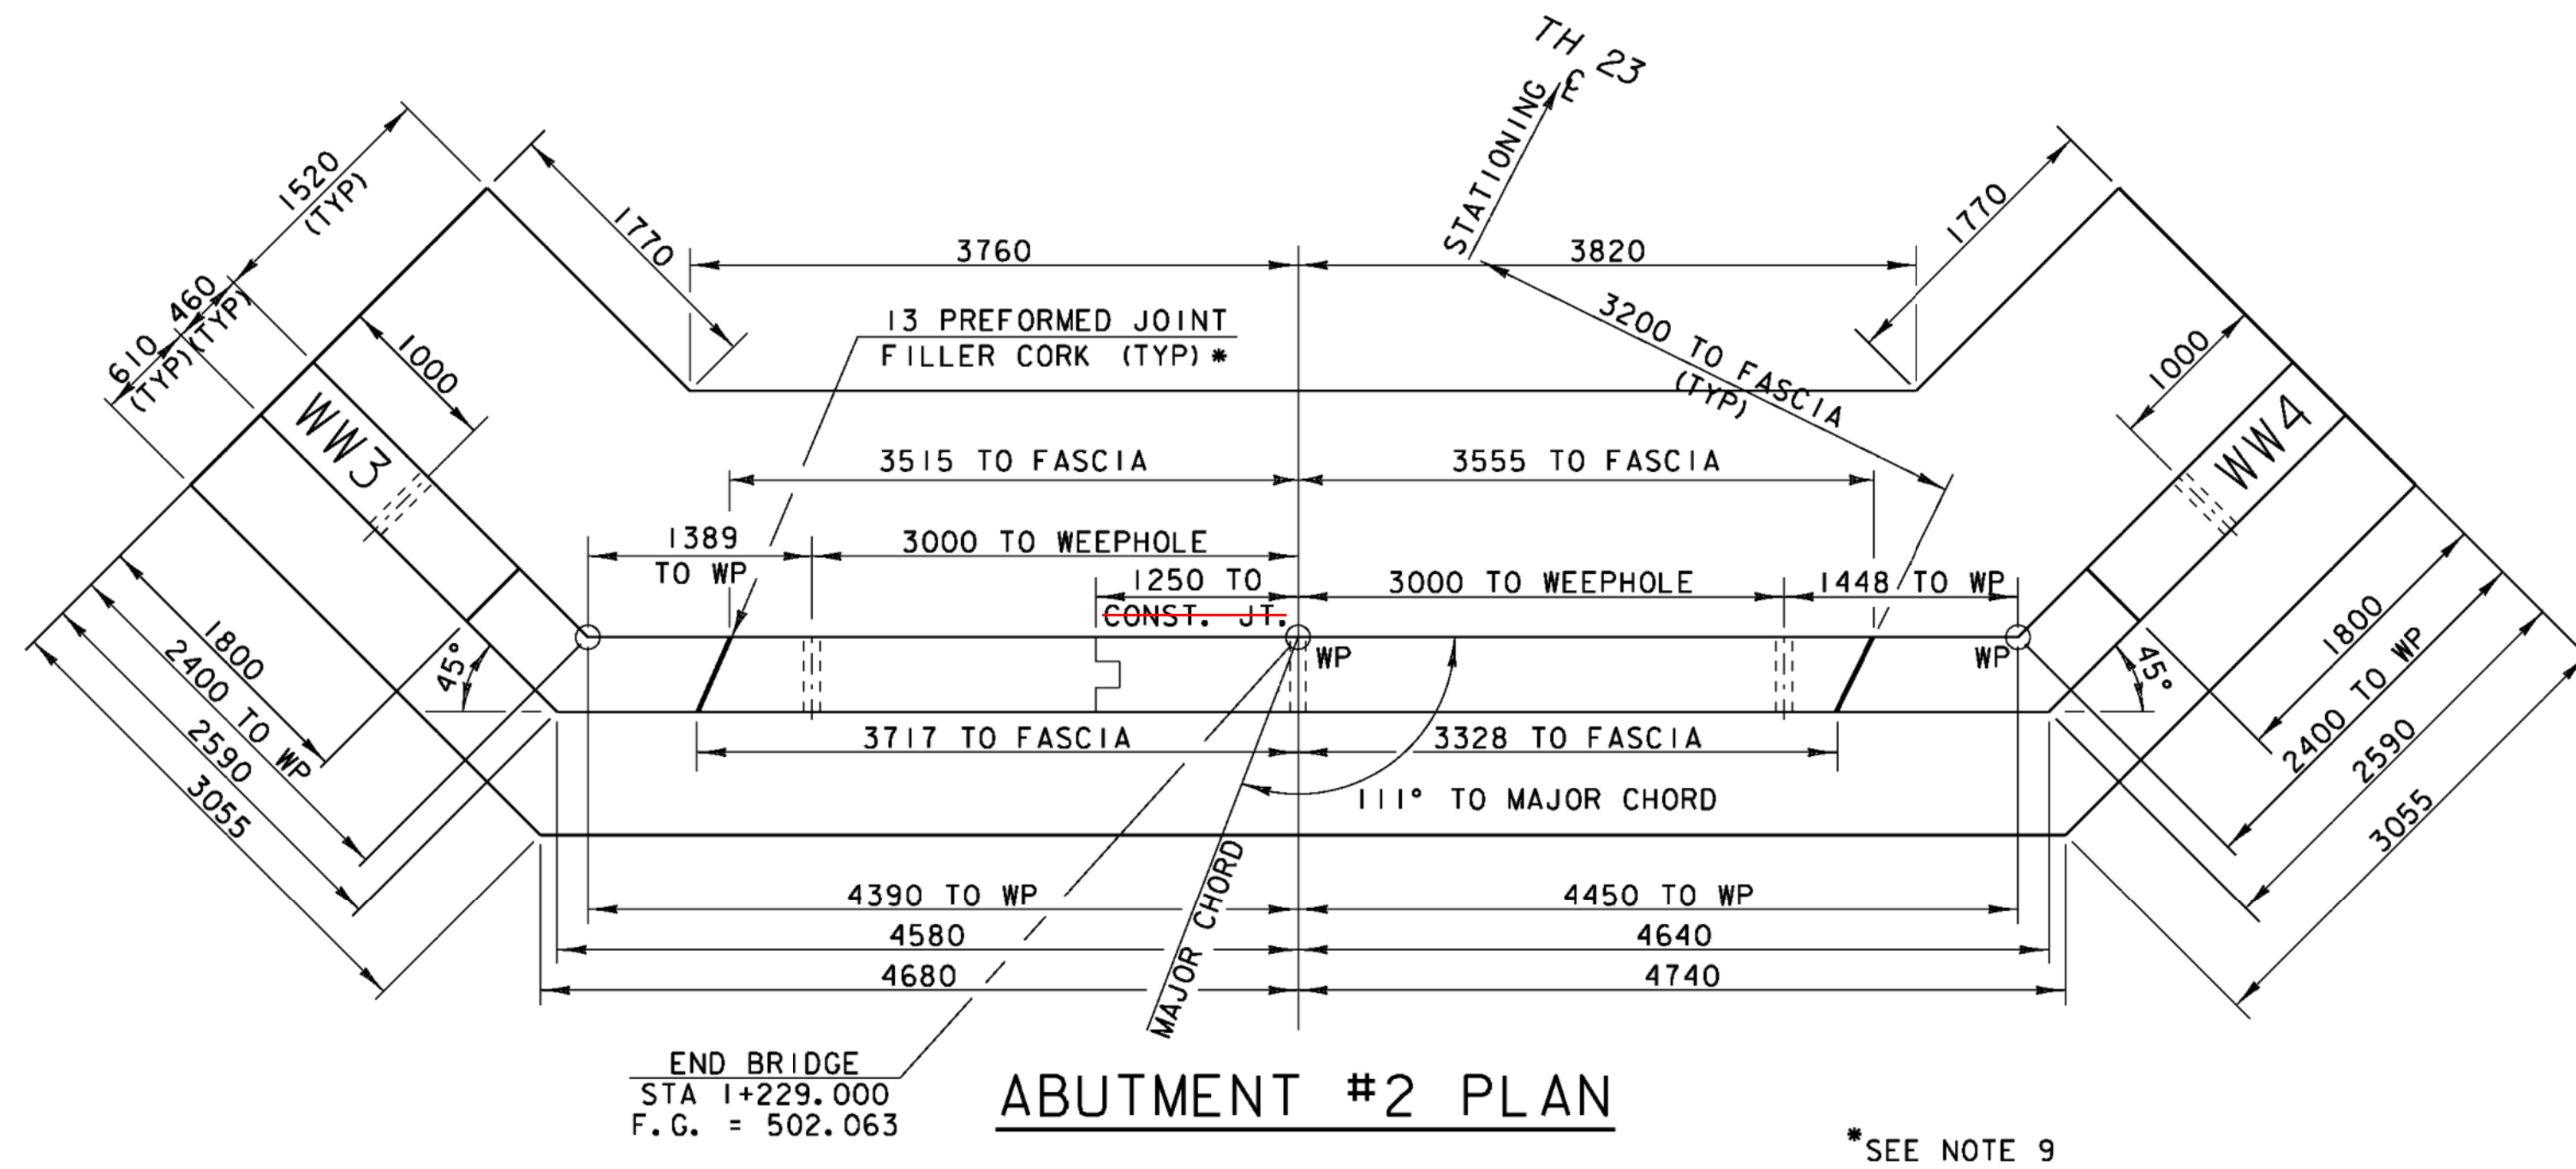 TH 23
STATIONING ℄
1520
(TYP)
1770
3760
3820
1770
460
(TYP)
610
(TYP)
13 PREFORMED JOINT
FILLER CORK (TYP)*
1000
3200 TO FASCIA
(TYP)
1000
WW3
WW4
3515 TO FASCIA
3555 TO FASCIA
1389
TO WP
3000 TO WEEPHOLE
1250 TO
CONST. JT.
3000 TO WEEPHOLE
1448 TO WP
WP
WP
45°
45°
1800
2400 TO WP
2590
3055
1800
2400 TO WP
2590
3055
3717 TO FASCIA
3328 TO FASCIA
111° TO MAJOR CHORD
MAJOR CHORD
4390 TO WP
4450 TO WP
4580
4640
4680
4740
END BRIDGE
STA 1+229.000
F.G. = 502.063
ABUTMENT #2 PLAN
*SEE NOTE 9